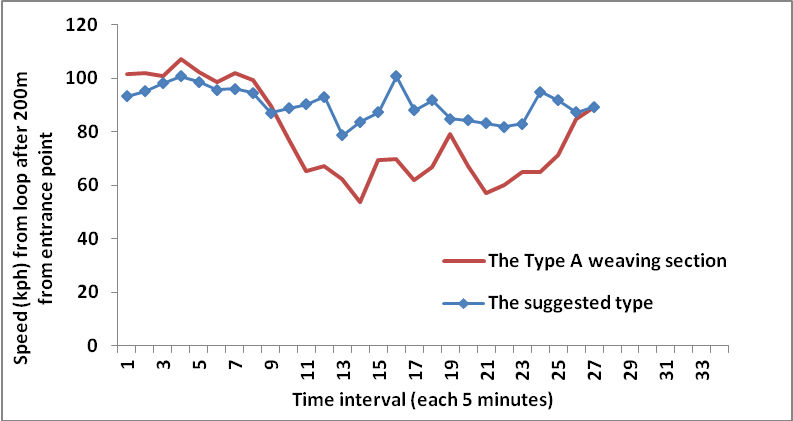 120
100
80
60
40
20
0
Speed (kph) from loop after 200m
from entrance point
The Type A weaving section
The suggested type
1 3 5 7 9 11 13 15 17 19 21 23 25 27 29 31 33
Time interval (each 5 minutes)